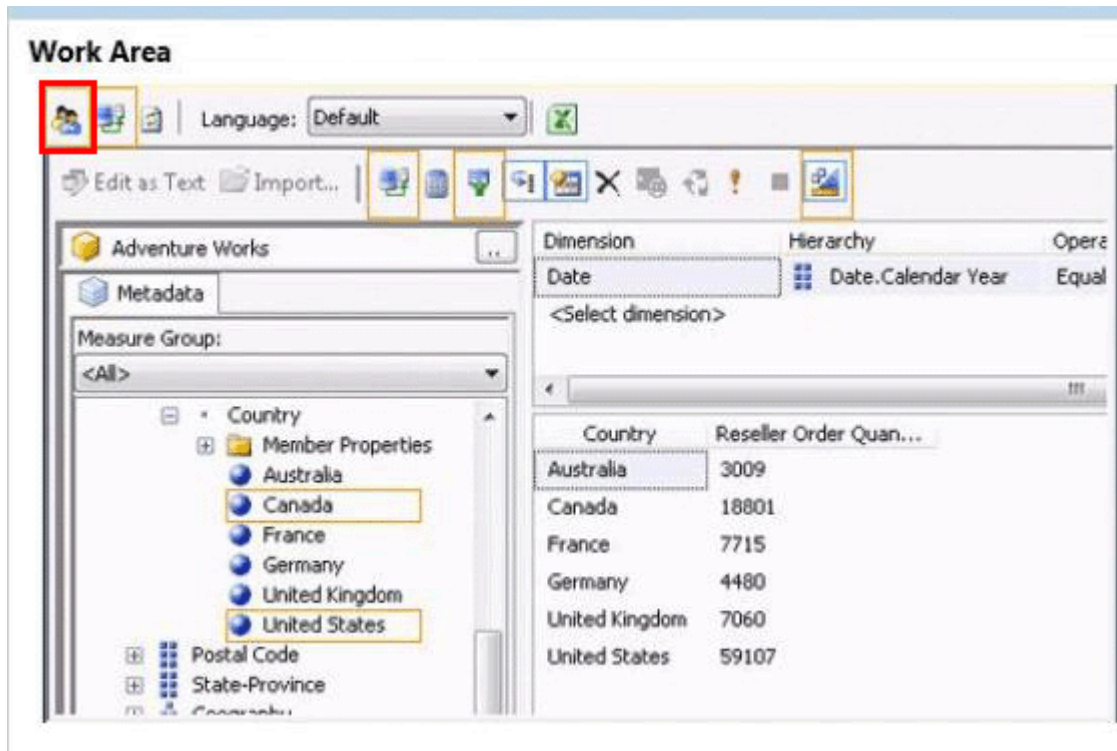 Work Area
Language: Default
Edit as Text Import...
Adventure Works ..
Metadata
Measure Group:
<All>
Country
Member Properties
Australia
Canada
France
Germany
United Kingdom
United States
Postal Code
State-Province
Geography
Dimension Hierarchy Opera
Date Date.Calendar Year Equal
<Select dimension>
Country Reseller Order Quan...
Australia 3009
Canada 18801
France 7715
Germany 4480
United Kingdom 7060
United States 59107